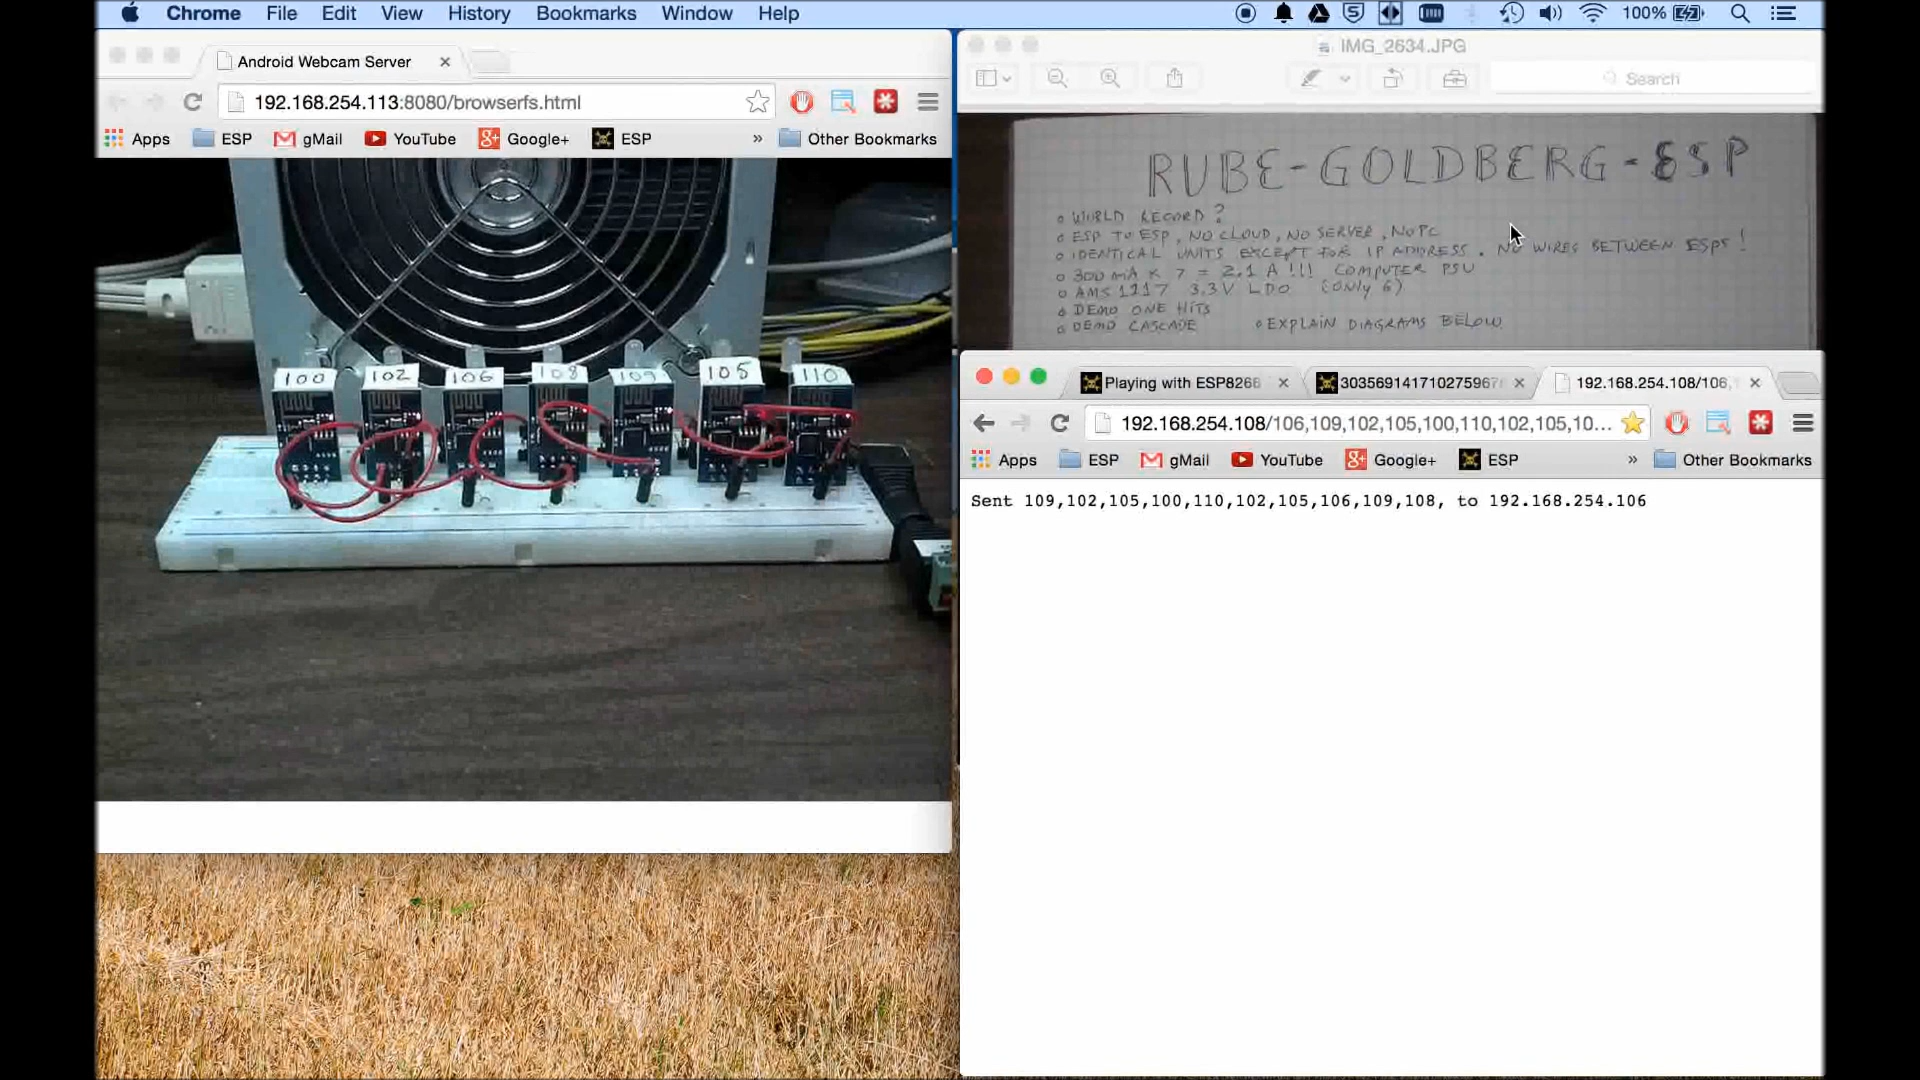 Chrome File Edit View History Bookmarks Window Help 100%
Android Webcam Server
192.168.254.113:8080/browserfs.html
Apps ESP gMail YouTube Google+ ESP » Other Bookmarks
100 102 106 108 109 105 110
IMG_2634.JPG
Search
RUBE-GOLDBERG-ESP
WORLD RECORD?
ESP TO ESP, NO CLOUD, NO SERVER, NO PC
IDENTICAL UNITS EXCEPT FOR IP ADDRESS. NO WIRES BETWEEN ESPs!
300 mA x 7 = 2.1 A !!! COMPUTER PSU
AMS 1217 3.3V LDO (ONLY 6)
DEMO ONE HITS
DEMO CASCADE EXPLAIN DIAGRAMS BELOW
Playing with ESP8266 3035691417102759676 192.168.254.108/106,
192.168.254.108/106,109,102,105,100,110,102,105,10...
Apps ESP gMail YouTube Google+ ESP » Other Bookmarks
Sent 109,102,105,100,110,102,105,106,109,108, to 192.168.254.106